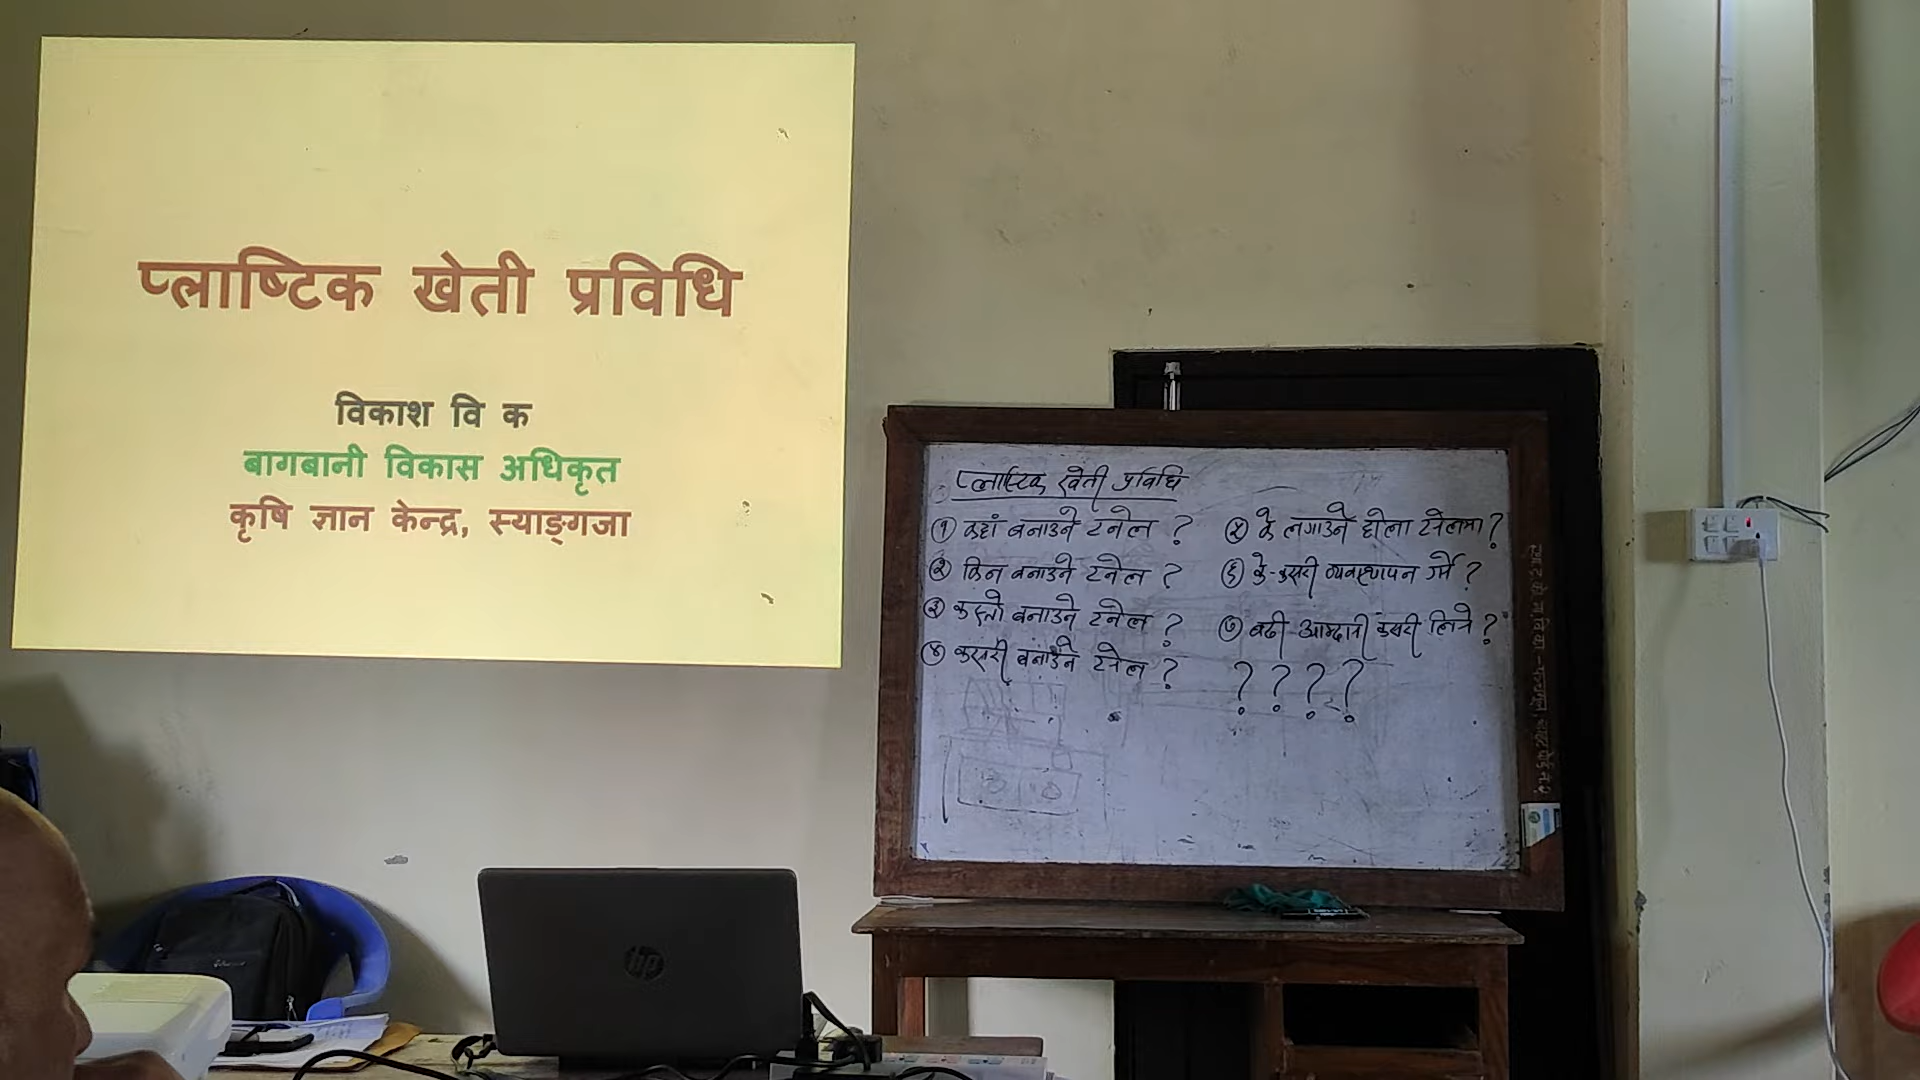 प्लाष्टिक खेती प्रविधि
विकाश वि क
बागबानी विकास अधिकृत
कृषि ज्ञान केन्द्र, स्याङ्गजा
प्लास्टिक खेती प्रविधि
① कहाँ बनाउने टनेल ?
② किन बनाउने टनेल ?
③ कस्तो बनाउने टनेल ?
④ कसरी बनाउने टनेल ?
⑤ के लगाउने होला टनेलमा ?
⑥ के-कसरी व्यवस्थापन गर्ने ?
⑦ बढी आम्दानी कसरी लिने ?
? ? ? ?
hp